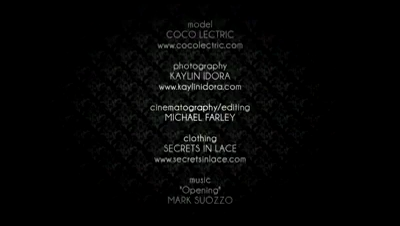 model
COCO LECTRIC
www.cocolectric.com
photography
KAYLIN IDORA
www.kaylinidora.com
cinematography/editing
MICHAEL FARLEY
clothing
SECRETS IN LACE
www.secretsinlace.com
music
"Opening"
MARK SUOZZO